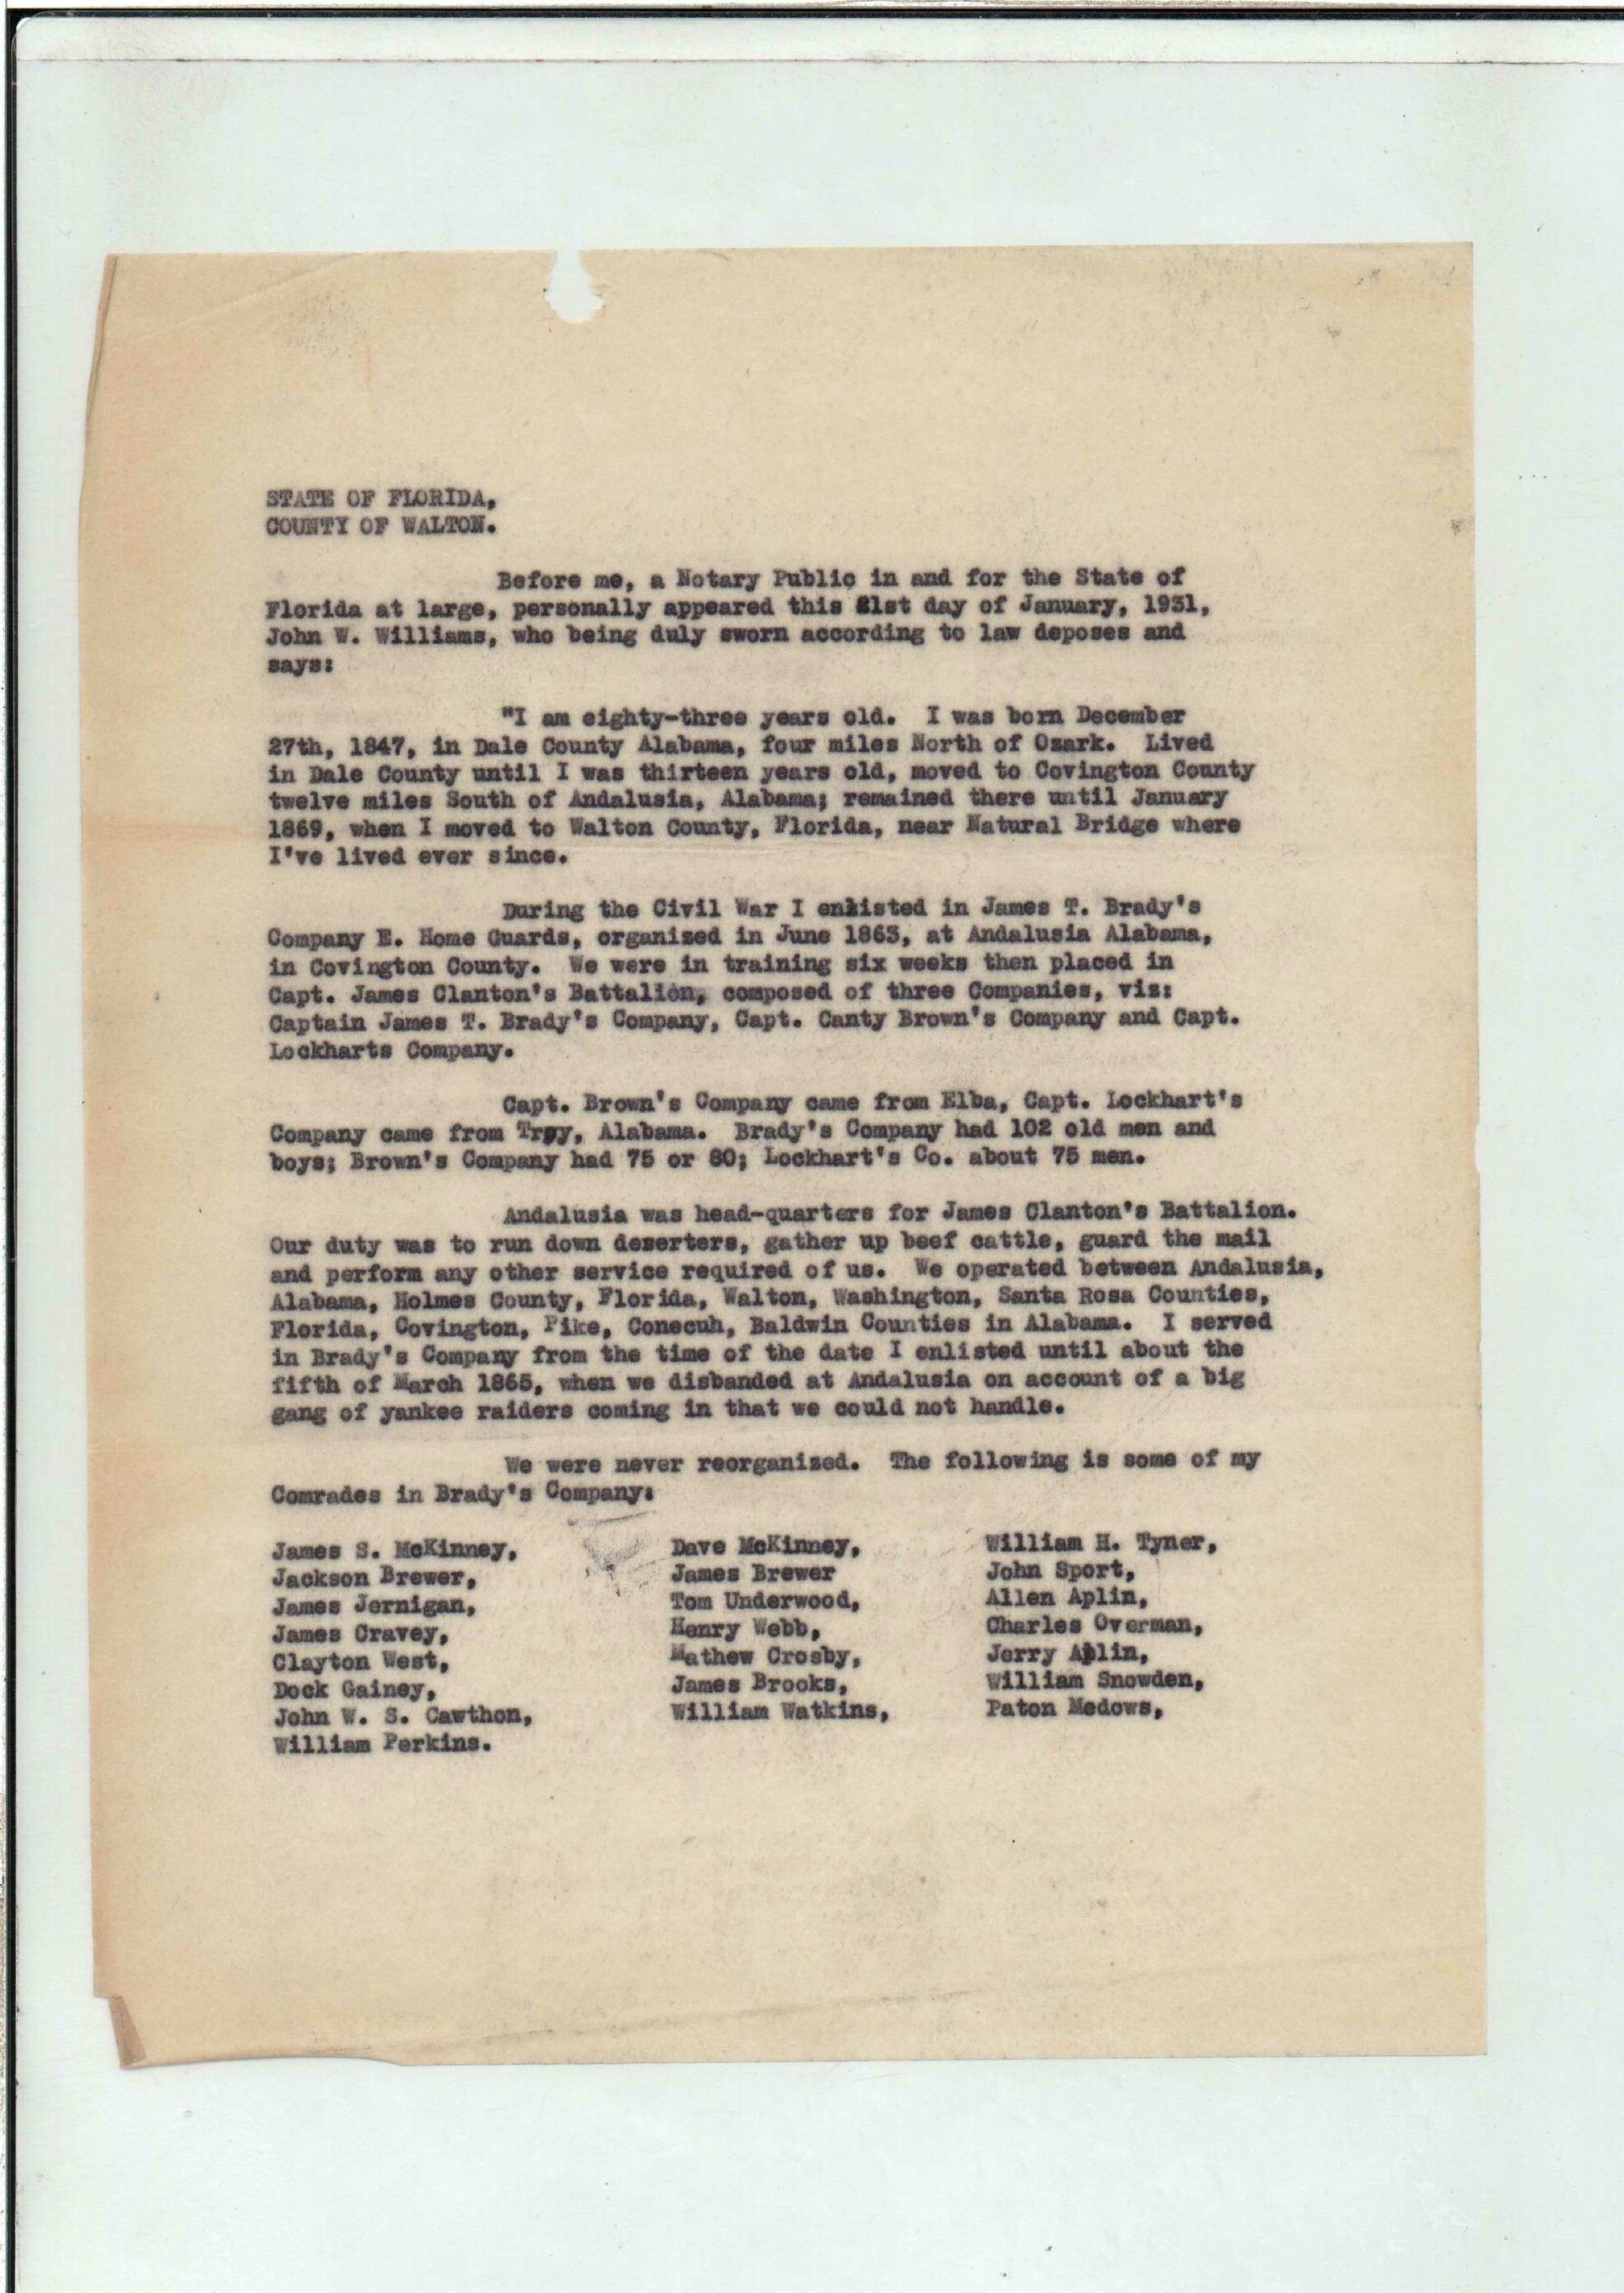 STATE OF FLORIDA,
COUNTY OF WALTON.
Before me, a Notary Public in and for the State of
Florida at large, personally appeared this 21st day of January, 1931,
John W. Williams, who being duly sworn according to law deposes and
says:
"I am eighty-three years old. I was born December
27th, 1847, in Dale County Alabama, four miles North of Ozark. Lived
in Dale County until I was thirteen years old, moved to Covington County
twelve miles South of Andalusia, Alabama; remained there until January
1869, when I moved to Walton County, Florida, near Natural Bridge where
I've lived ever since.
During the Civil War I enlisted in James T. Brady's
Company E. Home Guards, organized in June 1863, at Andalusia Alabama,
in Covington County. We were in training six weeks then placed in
Capt. James Clanton's Battalion, composed of three Companies, viz:
Captain James T. Brady's Company, Capt. Canty Brown's Company and Capt.
Lockharts Company.
Capt. Brown's Company came from Elba, Capt. Lockhart's
Company came from Troy, Alabama. Brady's Company had 102 old men and
boys; Brown's Company had 75 or 80; Lockhart's Co. about 75 men.
Andalusia was head-quarters for James Clanton's Battalion.
Our duty was to run down deserters, gather up beef cattle, guard the mail
and perform any other service required of us. We operated between Andalusia,
Alabama, Holmes County, Florida, Walton, Washington, Santa Rosa Counties,
Florida, Covington, Pike, Conecuh, Baldwin Counties in Alabama. I served
in Brady's Company from the time of the date I enlisted until about the
fifth of March 1865, when we disbanded at Andalusia on account of a big
gang of yankee raiders coming in that we could not handle.
We were never reorganized. The following is some of my
Comrades in Brady's Company:
James S. McKinney, Dave McKinney, William H. Tyner,
Jackson Brewer, James Brewer John Sport,
James Jernigan, Tom Underwood, Allen Aplin,
James Cravey, Henry Webb, Charles Overman,
Clayton West, Mathew Crosby, Jerry Aplin,
Dock Gainey, James Brooks, William Snowden,
John W. S. Cawthon, William Watkins, Paton Medows,
William Perkins.